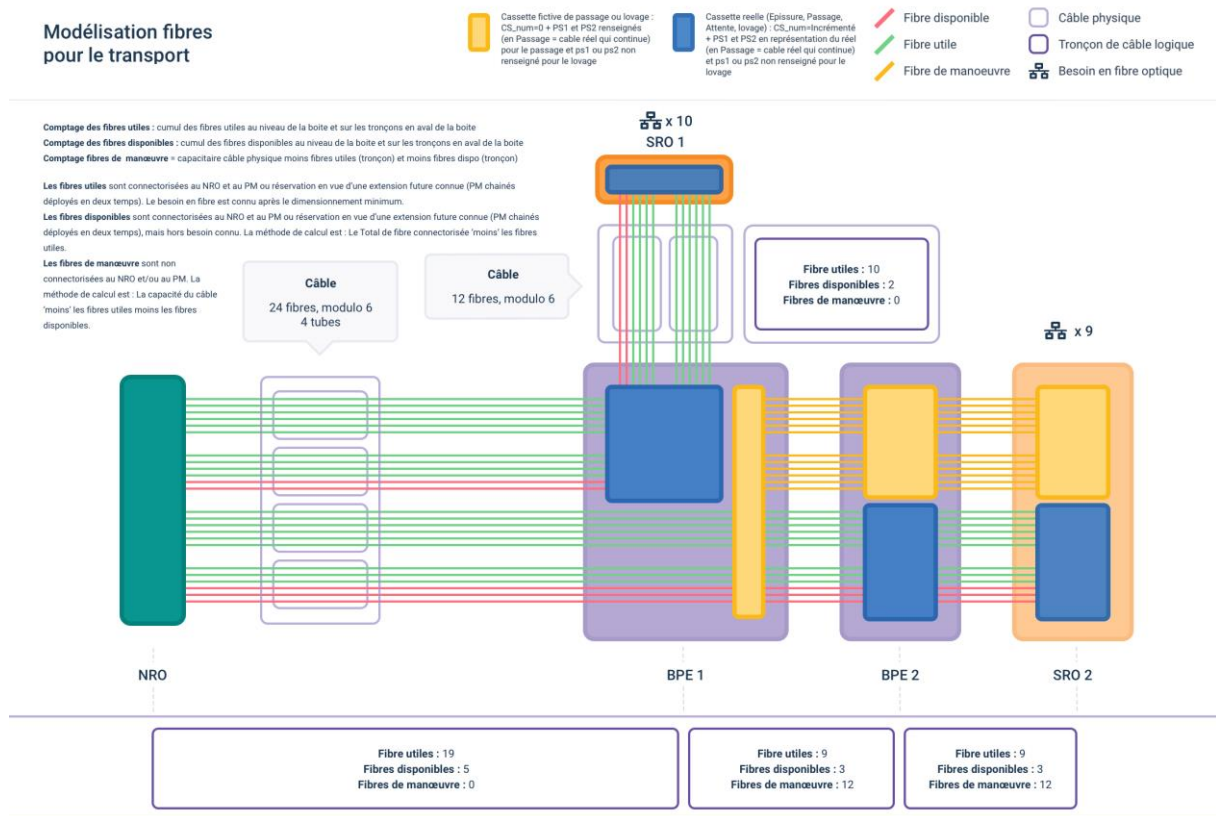 Modélisation fibres
pour le transport
Cassette fictive de passage ou lovage :
CS_num=0 + PS1 et PS2 renseignés
(en Passage = cable réel qui continue)
pour le passage et ps1 ou ps2 non
renseigné pour le lovage
Cassette reelle (Epissure, Passage,
Attente, lovage) : CS_num=Incrémenté
+ PS1 et PS2 en représentation du réel
(en Passage = cable réel qui continue)
et ps1 ou ps2 non renseigné pour le
lovage
Fibre disponible
Fibre utile
Fibre de manoeuvre
Câble physique
Tronçon de câble logique
Besoin en fibre optique
Comptage des fibres utiles : cumul des fibres utiles au niveau de la boite et sur les tronçons en aval de la boite
Comptage des fibres disponibles : cumul des fibres disponibles au niveau de la boite et sur les tronçons en aval de la boite
Comptage fibres de manœuvre = capacitaire câble physique moins fibres utiles (tronçon) et moins fibres dispo (tronçon)
Les fibres utiles sont connectorisées au NRO et au PM ou réservation en vue d'une extension future connue (PM chainés
déployés en deux temps). Le besoin en fibre est connu après le dimensionnement minimum.
Les fibres disponibles sont connectorisées au NRO et au PM ou réservation en vue d'une extension future connue (PM chainés
déployés en deux temps), mais hors besoin connu. La méthode de calcul est : Le Total de fibre connectorisée 'moins' les fibres
utiles.
Les fibres de manœuvre sont non
connectorisées au NRO et/ou au PM. La
méthode de calcul est : La capacité du câble
'moins' les fibres utiles moins les fibres
disponibles.
x 10
SRO 1
Câble
24 fibres, modulo 6
4 tubes
Câble
12 fibres, modulo 6
Fibre utiles : 10
Fibres disponibles : 2
Fibres de manœuvre : 0
x 9
NRO
BPE 1
BPE 2
SRO 2
Fibre utiles : 19
Fibres disponibles : 5
Fibres de manœuvre : 0
Fibre utiles : 9
Fibres disponibles : 3
Fibres de manœuvre : 12
Fibre utiles : 9
Fibres disponibles : 3
Fibres de manœuvre : 12